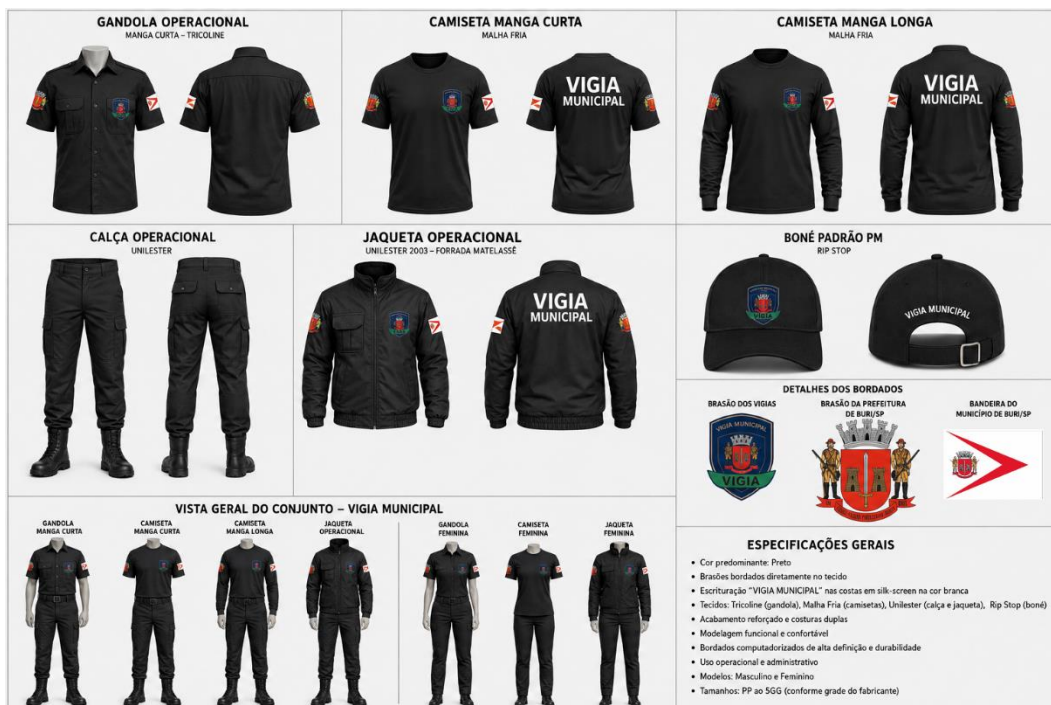 GANDOLA OPERACIONAL
MANGA CURTA – TRICOLINE
CAMISETA MANGA CURTA
MALHA FRIA
VIGIA
MUNICIPAL
CAMISETA MANGA LONGA
MALHA FRIA
VIGIA
MUNICIPAL
CALÇA OPERACIONAL
UNILESTER
JAQUETA OPERACIONAL
UNILESTER 2003 – FORRADA MATELASSÊ
VIGIA
MUNICIPAL
BONÉ PADRÃO PM
RIP STOP
VIGIA
VIGIA MUNICIPAL
DETALHES DOS BORDADOS
BRASÃO DOS VIGIAS
VIGIA MUNICIPAL
VIGIA
BRASÃO DA PREFEITURA
DE BURI/SP
BANDEIRA DO
MUNICÍPIO DE BURI/SP
VISTA GERAL DO CONJUNTO – VIGIA MUNICIPAL
GANDOLA
MANGA CURTA
CAMISETA
MANGA CURTA
CAMISETA
MANGA LONGA
JAQUETA
OPERACIONAL
GANDOLA
FEMININA
CAMISETA
FEMININA
JAQUETA
FEMININA
ESPECIFICAÇÕES GERAIS
• Cor predominante: Preto
• Brasões bordados diretamente no tecido
• Escrituração "VIGIA MUNICIPAL" nas costas em silk-screen na cor branca
• Tecidos: Tricoline (gandola), Malha Fria (camisetas), Unilester (calça e jaqueta), Rip Stop (boné)
• Acabamento reforçado e costuras duplas
• Modelagem funcional e confortável
• Bordados computadorizados de alta definição e durabilidade
• Uso operacional e administrativo
• Modelos: Masculino e Feminino
• Tamanhos: PP ao 5GG (conforme grade do fabricante)